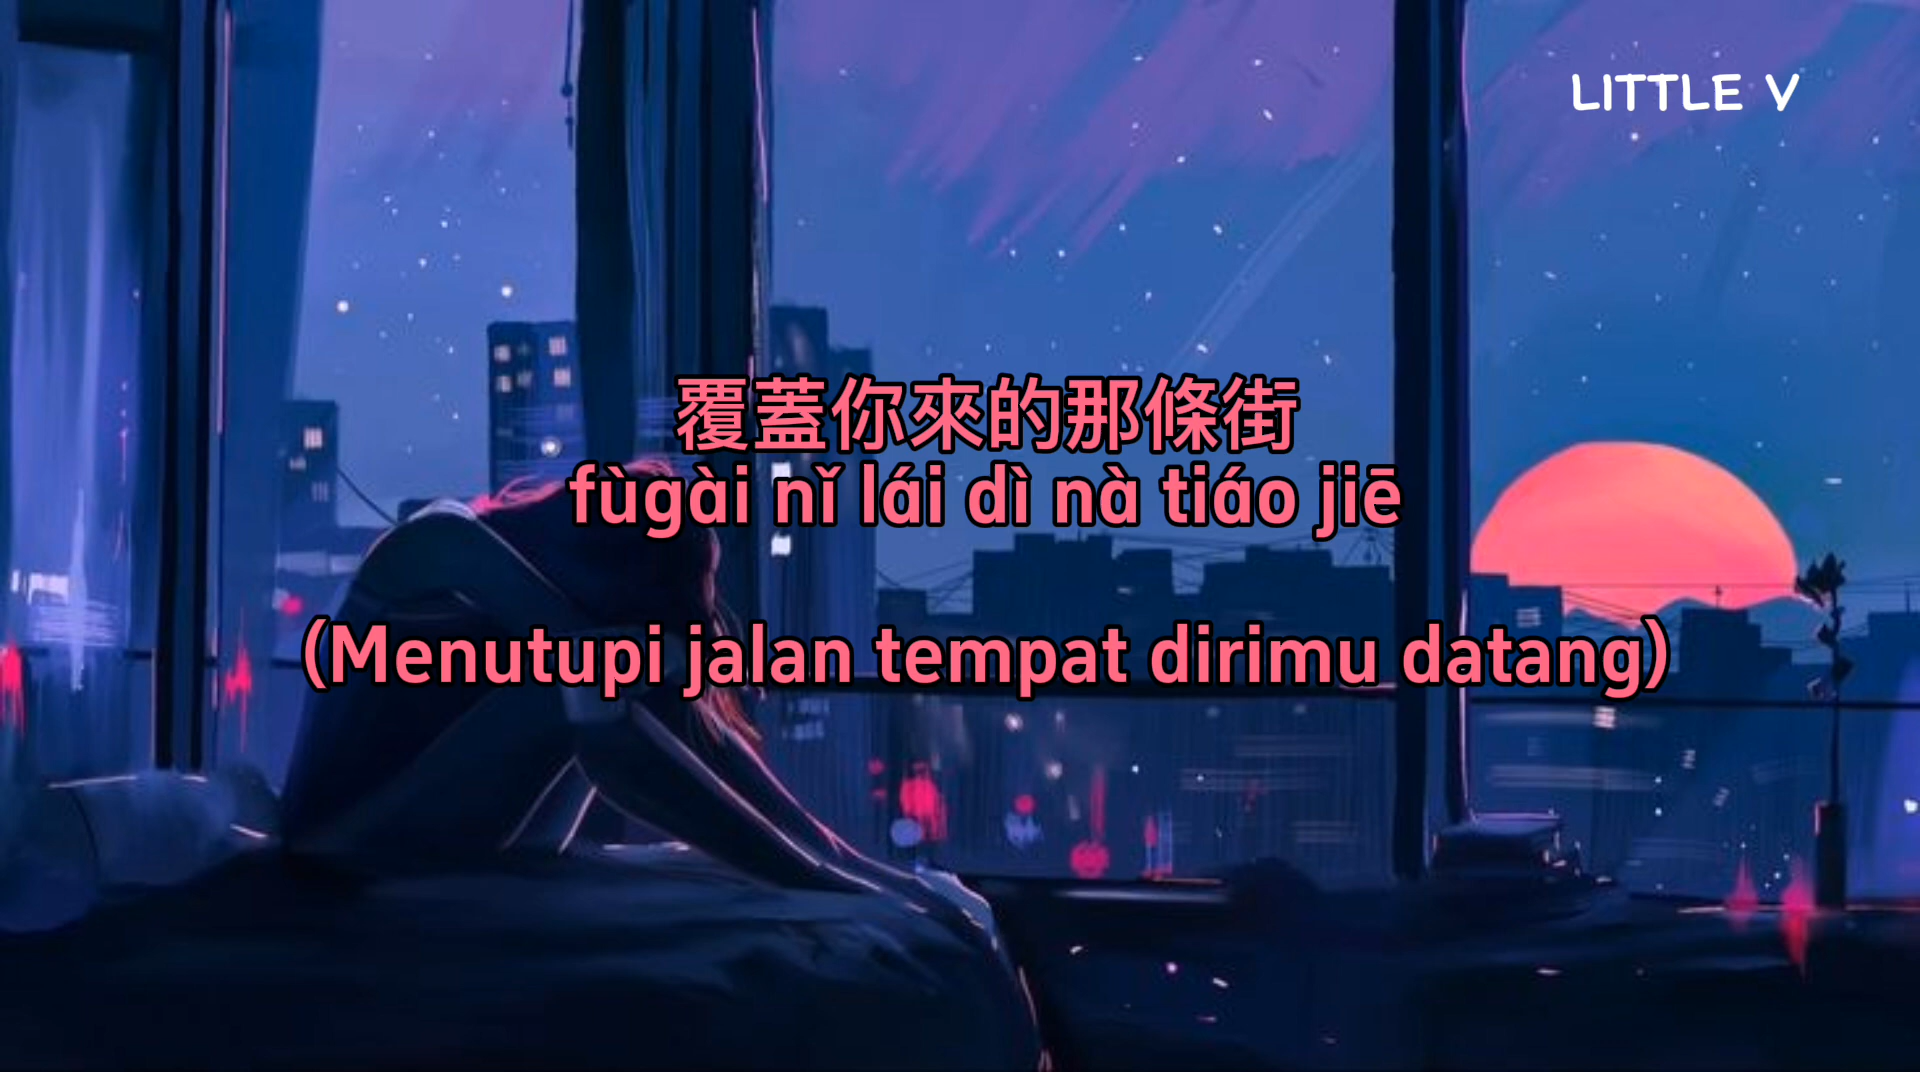 LITTLE V
覆蓋你來的那條街
fùgài nǐ lái dì nà tiáo jiē
(Menutupi jalan tempat dirimu datang)